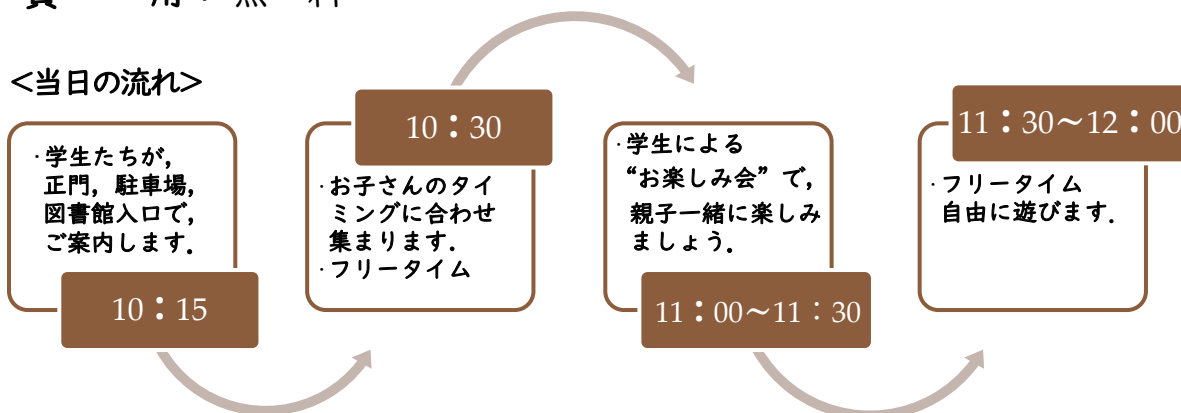 費　用：無　料
<当日の流れ>
・学生たちが，
正門，駐車場，
図書館入口で，
ご案内します．
10：15
10：30
・お子さんのタイ
ミングに合わせ
集まります．
・フリータイム
・学生による
“お楽しみ会”で，
親子一緒に楽しみ
ましょう．
11：00～11：30
11：30～12：00
・フリータイム
自由に遊びます．